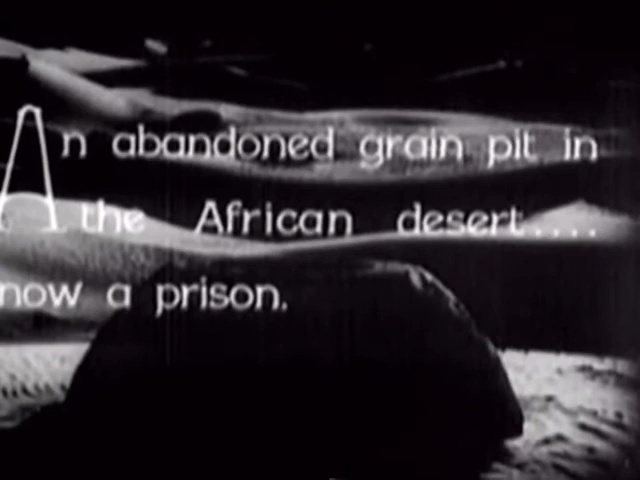 An abandoned grain pit in
the African desert....
now a prison.